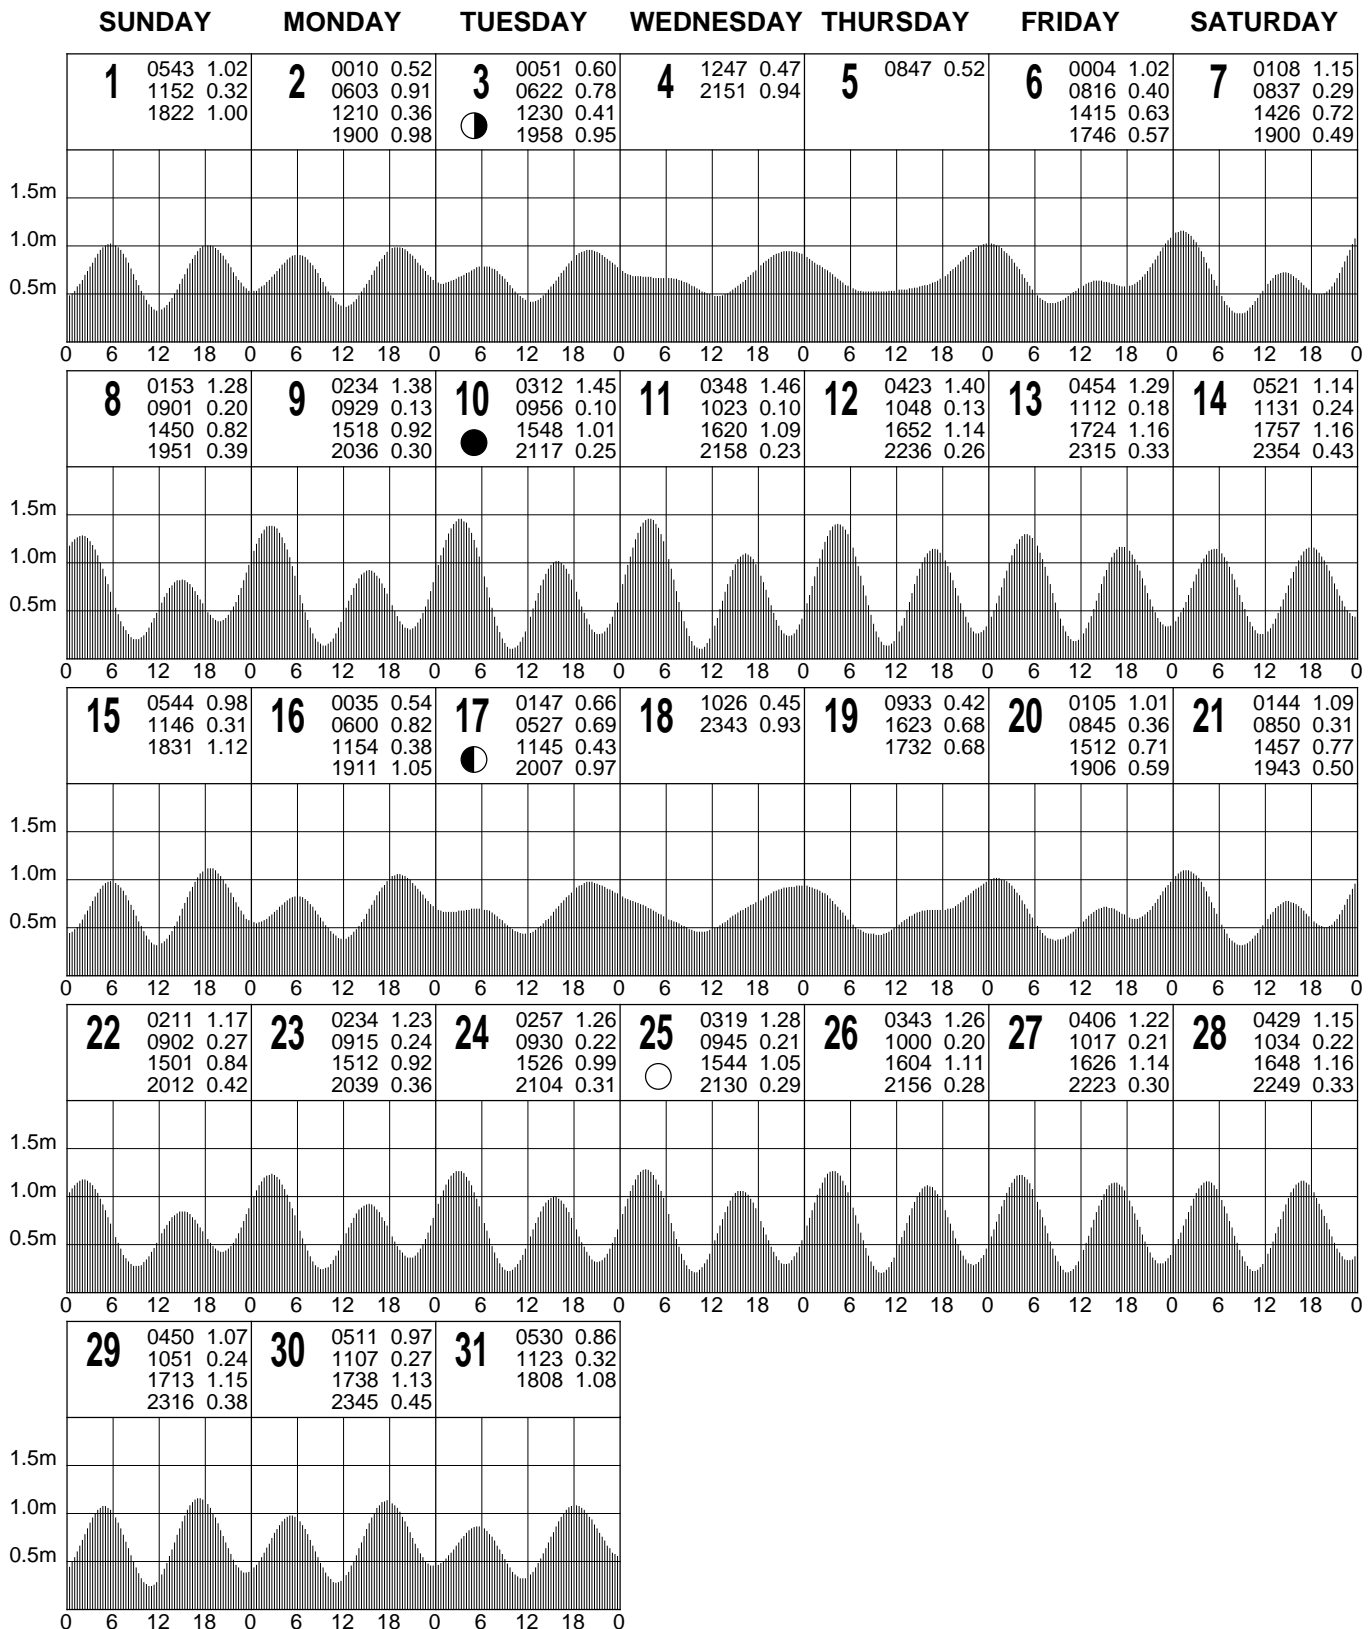 SUNDAY MONDAY TUESDAY WEDNESDAY THURSDAY FRIDAY SATURDAY
1 0543 1.02
1152 0.32
1822 1.00
2 0010 0.52
0603 0.91
1210 0.36
1900 0.98
3 0051 0.60
0622 0.78
1230 0.41
1958 0.95
4 1247 0.47
2151 0.94
5 0847 0.52
6 0004 1.02
0816 0.40
1415 0.63
1746 0.57
7 0108 1.15
0837 0.29
1426 0.72
1900 0.49
1.5m
1.0m
0.5m
0 6 12 18 0 6 12 18 0 6 12 18 0 6 12 18 0 6 12 18 0 6 12 18 0 6 12 18 0
8 0153 1.28
0901 0.20
1450 0.82
1951 0.39
9 0234 1.38
0929 0.13
1518 0.92
2036 0.30
10 0312 1.45
0956 0.10
1548 1.01
2117 0.25
11 0348 1.46
1023 0.10
1620 1.09
2158 0.23
12 0423 1.40
1048 0.13
1652 1.14
2236 0.26
13 0454 1.29
1112 0.18
1724 1.16
2315 0.33
14 0521 1.14
1131 0.24
1757 1.16
2354 0.43
1.5m
1.0m
0.5m
0 6 12 18 0 6 12 18 0 6 12 18 0 6 12 18 0 6 12 18 0 6 12 18 0 6 12 18 0
15 0544 0.98
1146 0.31
1831 1.12
16 0035 0.54
0600 0.82
1154 0.38
1911 1.05
17 0147 0.66
0527 0.69
1145 0.43
2007 0.97
18 1026 0.45
2343 0.93
19 0933 0.42
1623 0.68
1732 0.68
20 0105 1.01
0845 0.36
1512 0.71
1906 0.59
21 0144 1.09
0850 0.31
1457 0.77
1943 0.50
1.5m
1.0m
0.5m
0 6 12 18 0 6 12 18 0 6 12 18 0 6 12 18 0 6 12 18 0 6 12 18 0 6 12 18 0
22 0211 1.17
0902 0.27
1501 0.84
2012 0.42
23 0234 1.23
0915 0.24
1512 0.92
2039 0.36
24 0257 1.26
0930 0.22
1526 0.99
2104 0.31
25 0319 1.28
0945 0.21
1544 1.05
2130 0.29
26 0343 1.26
1000 0.20
1604 1.11
2156 0.28
27 0406 1.22
1017 0.21
1626 1.14
2223 0.30
28 0429 1.15
1034 0.22
1648 1.16
2249 0.33
1.5m
1.0m
0.5m
0 6 12 18 0 6 12 18 0 6 12 18 0 6 12 18 0 6 12 18 0 6 12 18 0 6 12 18 0
29 0450 1.07
1051 0.24
1713 1.15
2316 0.38
30 0511 0.97
1107 0.27
1738 1.13
2345 0.45
31 0530 0.86
1123 0.32
1808 1.08
1.5m
1.0m
0.5m
0 6 12 18 0 6 12 18 0 6 12 18 0